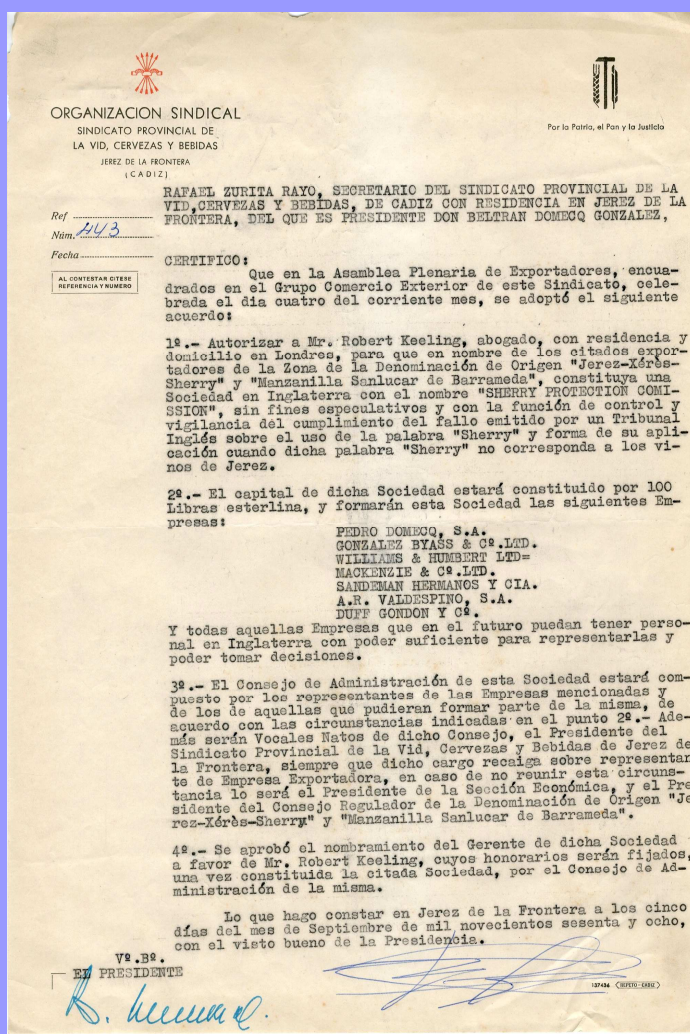 ORGANIZACION SINDICAL
SINDICATO PROVINCIAL DE
LA VID, CERVEZAS Y BEBIDAS
JEREZ DE LA FRONTERA
(CADIZ)
Por la Patria, el Pan y la Justicia
Ref
Núm. 443
Fecha
AL CONTESTAR CITESE
REFERENCIA Y NUMERO
RAFAEL ZURITA RAYO, SECRETARIO DEL SINDICATO PROVINCIAL DE LA
VID,CERVEZAS Y BEBIDAS, DE CADIZ CON RESIDENCIA EN JEREZ DE LA
FRONTERA, DEL QUE ES PRESIDENTE DON BELTRAN DOMECQ GONZALEZ,
CERTIFICO:
Que en la Asamblea Plenaria de Exportadores, encua-
drados en el Grupo Comercio Exterior de este Sindicato, cele-
brada el dia cuatro del corriente mes, se adoptó el siguiente
acuerdo:
1º.- Autorizar a Mr. Robert Keeling, abogado, con residencia y
domicilio en Londres, para que en nombre de los citados expor-
tadores de la Zona de la Denominación de Origen "Jerez-Xérès-
Sherry" y "Manzanilla Sanlucar de Barrameda", constituya una
Sociedad en Inglaterra con el nombre "SHERRY PROTECTION COMI-
SSION", sin fines especulativos y con la función de control y
vigilancia del cumplimiento del fallo emitido por un Tribunal
Inglés sobre el uso de la palabra "Sherry" y forma de su apli-
cación cuando dicha palabra "Sherry" no corresponda a los vi-
nos de Jerez.
2º.- El capital de dicha Sociedad estará constituido por 100
Libras esterlina, y formarán esta Sociedad las siguientes Em-
presas:
PEDRO DOMECQ, S.A.
GONZALEZ BYASS & Cº.LTD.
WILLIAMS & HUMBERT LTD=
MACKENZIE & Cº.LTD.
SANDEMAN HERMANOS Y CIA.
A.R. VALDESPINO, S.A.
DUFF GONDON Y Cº.
Y todas aquellas Empresas que en el futuro puedan tener perso-
nal en Inglaterra con poder suficiente para representarlas y
poder tomar decisiones.
3º.- El Consejo de Administración de esta Sociedad estará com-
puesto por los representantes de las Empresas mencionadas y
de los de aquellas que pudieran formar parte de la misma, de
acuerdo con las circunstancias indicadas en el punto 2º.- Ade-
más serán Vocales Natos de dicho Consejo, el Presidente del
Sindicato Provincial de la Vid, Cervezas y Bebidas de Jerez de
la Frontera, siempre que dicho cargo recaiga sobre representan
te de Empresa Exportadora, en caso de no reunir esta circuns-
tancia lo será el Presidente de la Sección Económica, y el Pre
sidente del Consejo Regulador de la Denominación de Origen "Je
rez-Xérès-Sherry" y "Manzanilla Sanlucar de Barrameda".
4º.- Se aprobó el nombramiento del Gerente de dicha Sociedad
a favor de Mr. Robert Keeling, cuyos honorarios serán fijados,
una vez constituida la citada Sociedad, por el Consejo de Ad-
ministración de la misma.
Lo que hago constar en Jerez de la Frontera a los cinco
días del mes de Septiembre de mil novecientos sesenta y ocho,
con el visto bueno de la Presidencia.
Vº.Bº.
EL PRESIDENTE
137436 (REPETO-CADIZ)